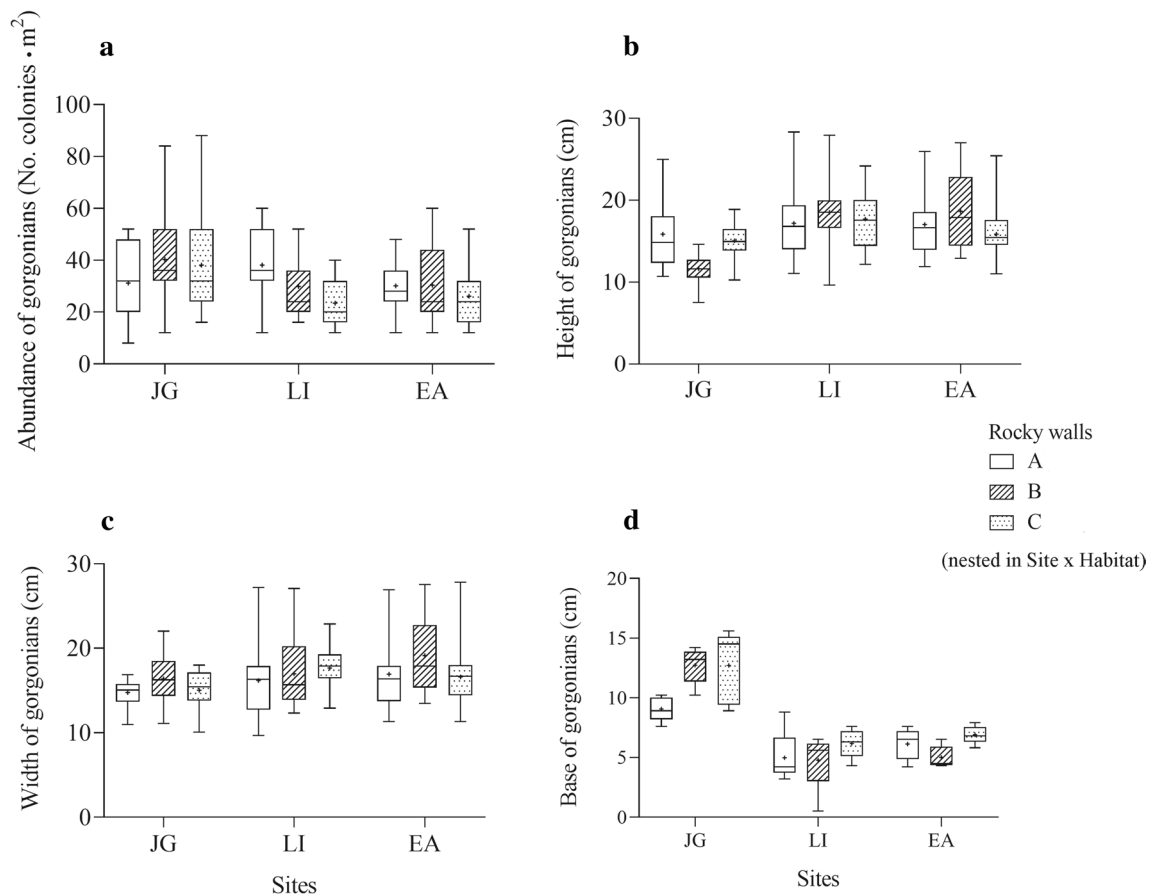 a
Abundance of gorgonians (No. colonies • m²)
100
80
60
40
20
0
JG LI EA
b
Height of gorgonians (cm)
30
20
10
0
JG LI EA
Rocky walls
A
B
C
(nested in Site x Habitat)
c
Width of gorgonians (cm)
30
20
10
0
JG LI EA
Sites
d
Base of gorgonians (cm)
20
15
10
5
0
JG LI EA
Sites